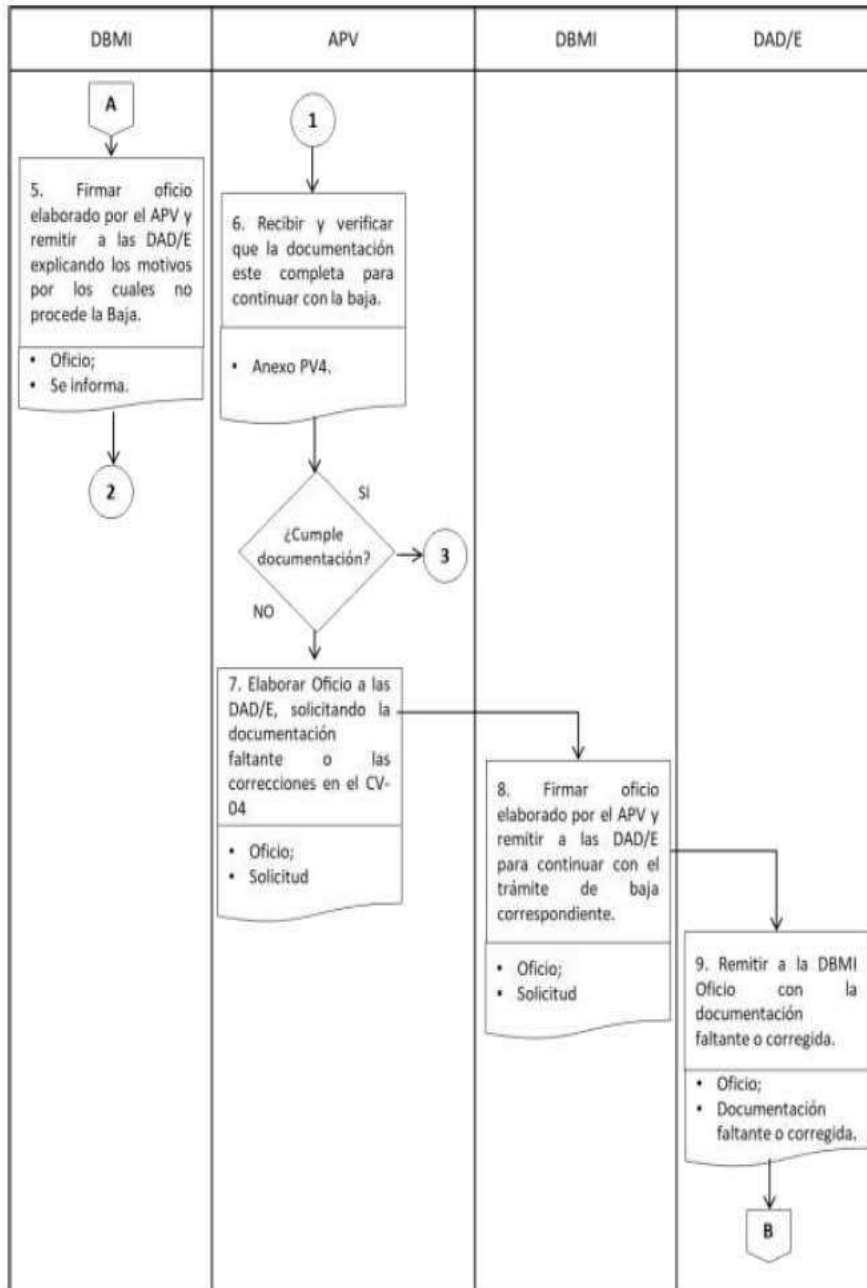 DBMI
APV
DBMI
DAD/E
A
5. Firmar oficio
elaborado por el APV y
remitir a las DAD/E
explicando los motivos
por los cuales no
procede la Baja.
• Oficio;
• Se informa.
2
1
6. Recibir y verificar
que la documentación
este completa para
continuar con la baja.
• Anexo PV4.
SI
¿Cumple
documentación?
3
NO
7. Elaborar Oficio a las
DAD/E, solicitando la
documentación
faltante o las
correcciones en el CV-
04
• Oficio;
• Solicitud
8. Firmar oficio
elaborado por el APV y
remitir a las DAD/E
para continuar con el
trámite de baja
correspondiente.
• Oficio;
• Solicitud
9. Remitir a la DBMI
Oficio con la
documentación
faltante o corregida.
• Oficio;
• Documentación
faltante o corregida.
B